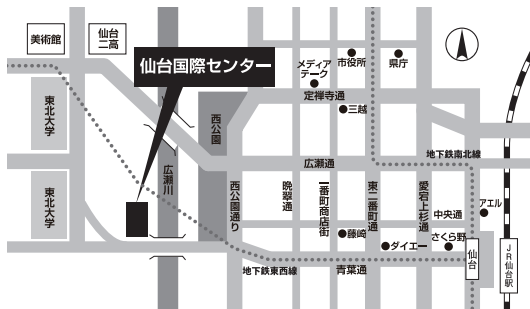 美術館
仙台
二高
仙台国際センター
メディア
テーク
市役所
県庁
定禅寺通
三越
東北大学
西公園
広瀬川
広瀬通
地下鉄南北線
東北大学
西公園通り
晩翠通
一番町商店街
東二番町通
愛宕上杉通
中央通
アエル
藤崎
ダイエー
さくら野
仙台
JR仙台駅
地下鉄東西線
青葉通